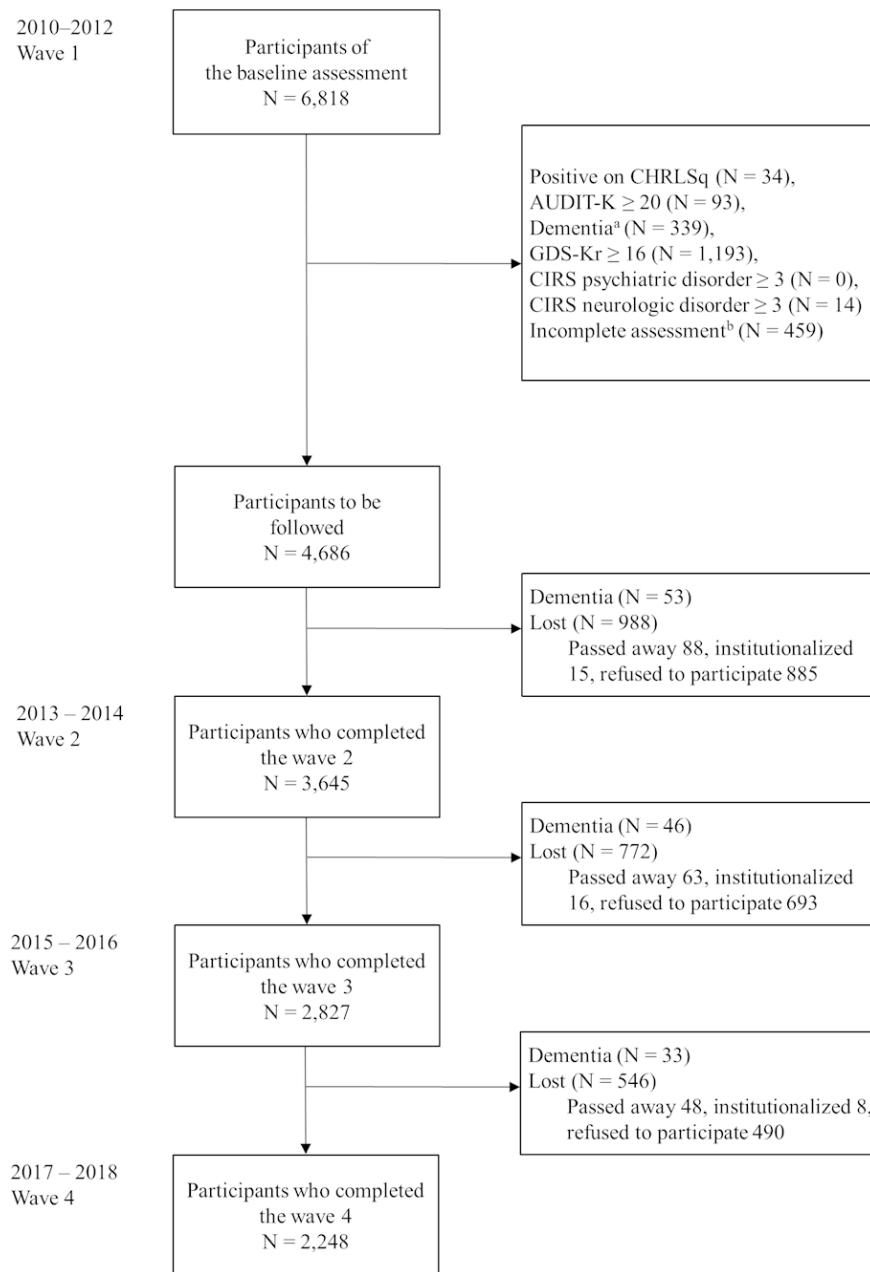 2010–2012
Wave 1
Participants of
the baseline assessment
N = 6,818
Positive on CHRLSq (N = 34),
AUDIT-K ≥ 20 (N = 93),
Dementiaᵃ (N = 339),
GDS-Kr ≥ 16 (N = 1,193),
CIRS psychiatric disorder ≥ 3 (N = 0),
CIRS neurologic disorder ≥ 3 (N = 14)
Incomplete assessmentᵇ (N = 459)
Participants to be
followed
N = 4,686
Dementia (N = 53)
Lost (N = 988)
Passed away 88, institutionalized
15, refused to participate 885
2013 – 2014
Wave 2
Participants who completed
the wave 2
N = 3,645
Dementia (N = 46)
Lost (N = 772)
Passed away 63, institutionalized
16, refused to participate 693
2015 – 2016
Wave 3
Participants who completed
the wave 3
N = 2,827
Dementia (N = 33)
Lost (N = 546)
Passed away 48, institutionalized 8,
refused to participate 490
2017 – 2018
Wave 4
Participants who completed
the wave 4
N = 2,248